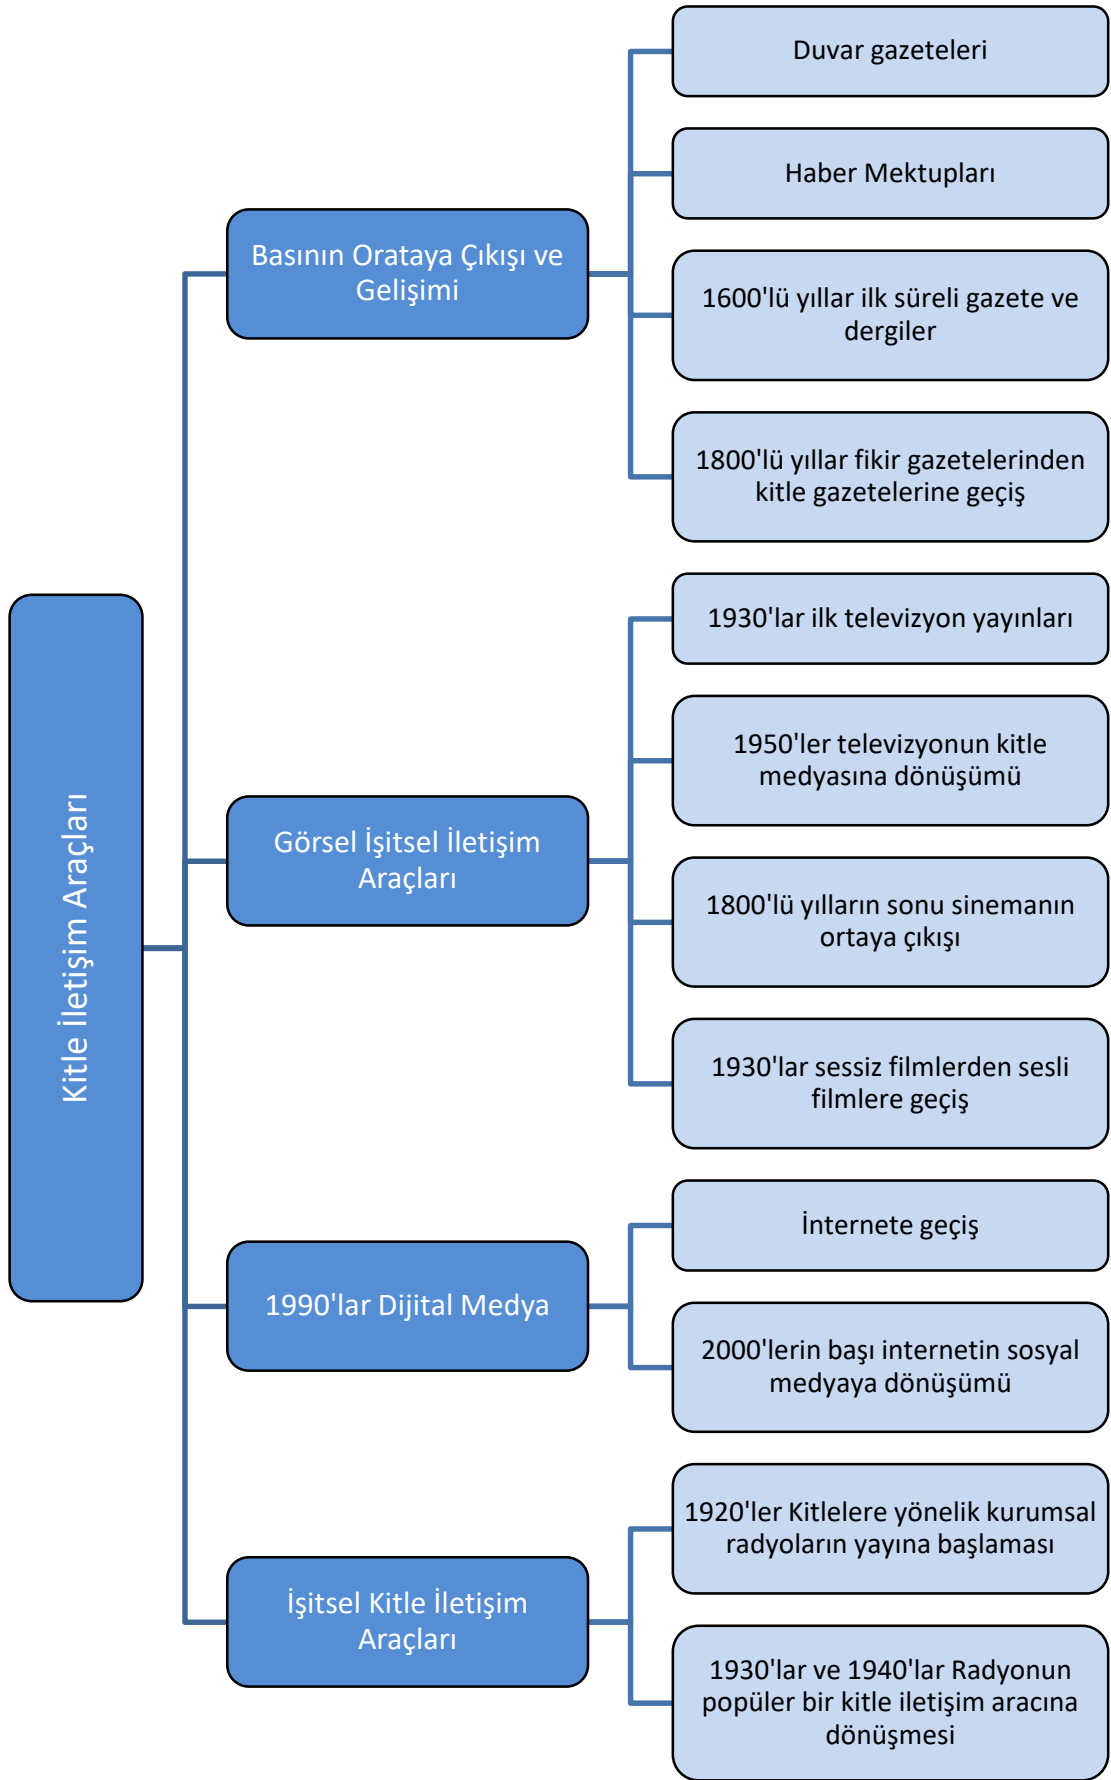 Kitle İletişim Araçları
Basının Orataya Çıkışı ve
Gelişimi
Duvar gazeteleri
Haber Mektupları
1600'lü yıllar ilk süreli gazete ve
dergiler
1800'lü yıllar fikir gazetelerinden
kitle gazetelerine geçiş
Görsel İşitsel İletişim
Araçları
1930'lar ilk televizyon yayınları
1950'ler televizyonun kitle
medyasına dönüşümü
1800'lü yılların sonu sinemanın
ortaya çıkışı
1930'lar sessiz filmlerden sesli
filmlere geçiş
1990'lar Dijital Medya
İnternete geçiş
2000'lerin başı internetin sosyal
medyaya dönüşümü
İşitsel Kitle İletişim
Araçları
1920'ler Kitlelere yönelik kurumsal
radyoların yayına başlaması
1930'lar ve 1940'lar Radyonun
popüler bir kitle iletişim aracına
dönüşmesi